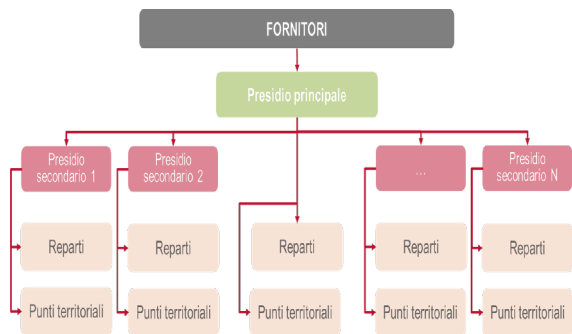 FORNITORI
Presidio principale
Presidio
secondario 1
Presidio
secondario 2
...
Presidio
secondario N
Reparti
Reparti
Reparti
Reparti
Reparti
Punti territoriali
Punti territoriali
Punti territoriali
Punti territoriali
Punti territoriali